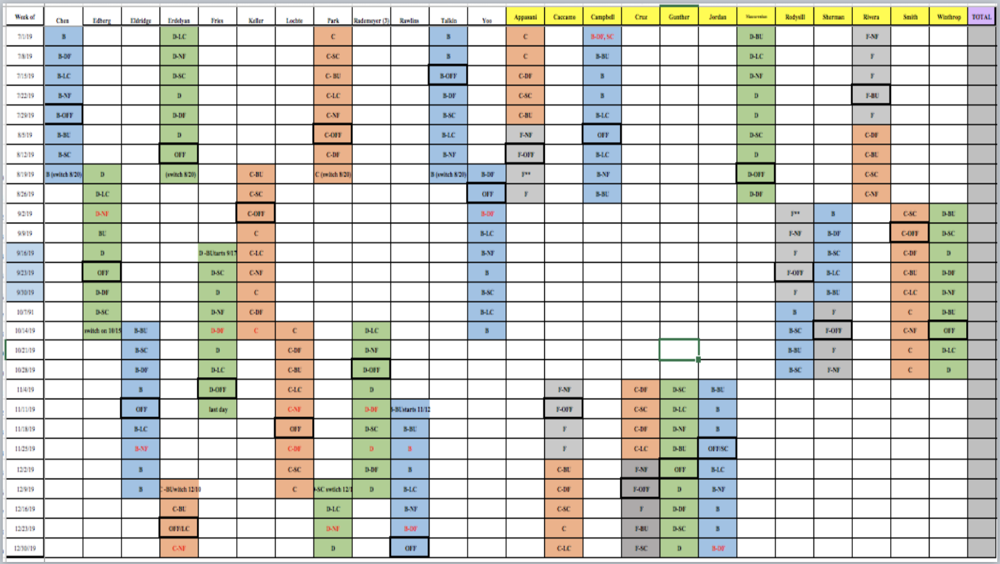 Week of Chen Edberg Eldridge Erdelyan Fries Keller Lochte Park Rademeyer (3) Rawlins Talkin Yoo Appasani Caccamo Campbell Cruz Gunther Jordan Rodysill Sherman Rivera Smith Winthrop TOTAL
7/1/19 B D-LC C B C B-DF, SC D-BU F-NF
7/8/19 B-DF D-NF C-SC B C B-BU D-LC F
7/15/19 B-LC D-SC C- BU B-OFF C-DF B D-NF F
7/22/19 B-NF D C-LC B-DF C-SC B D F-BU
7/29/19 B-OFF D-DF C-NF B-SC C-BU B-LC D F
8/5/19 B-BU D C-OFF B-LC F-NF OFF D-SC C-DF
8/12/19 B-SC OFF C-DF B-NF F-OFF B-LC D C-BU
8/19/19 B (switch 8/20) D (switch 8/20) C-BU C (switch 8/20) B (switch 8/20) B-DF F** B-NF D-OFF C-SC
8/26/19 D-LC C-SC OFF F B-BU D-DF C-NF
9/2/19 D-NF C-OFF B-DF F** B C-SC D-BU
9/9/19 BU C B-LC F-NF B-DF C-OFF D-SC
9/16/19 D D -BUtarts 9/17 C-LC B-NF F B-SC C-DF D
9/23/19 OFF D-SC C-NF B F-OFF B-LC C-BU D-DF
9/30/19 D-DF D C B-SC F B-BU C-LC D-NF
10/7/91 D-SC D-NF C-DF B-LC B F C D-BU
10/14/19 switch on 10/15 B-BU D-DF C C D-LC B B-SC F-OFF C-NF OFF
10/21/19 B-SC D C-DF D-NF B-BU F C D-LC
10/28/19 B-DF D-LC C-BU D-OFF B-SC F-NF C D
11/4/19 B D-OFF C-LC D F-NF C-DF D-SC B-BU
11/11/19 OFF last day C-NF D-DF B-BUstarts 11/12 F-OFF C-SC D-LC B
11/18/19 B-LC OFF D-SC B-BU F C-DF D-NF B
11/25/19 B-NF C-DF D B F C-LC D-BU OFF/SC
12/2/19 B C-SC D-DF B C-BU F-NF OFF B-LC
12/9/19 B C -BUwitch 12/10 C -SC switch 12/1 D B-LC C-DF F-OFF D B-NF
12/16/19 C-BU D-LC B-NF C-SC F D-DF B
12/23/19 OFF/LC D-NF B-DF C F-BU D-SC B
12/30/19 C-NF D OFF C-LC F-SC D B-DF